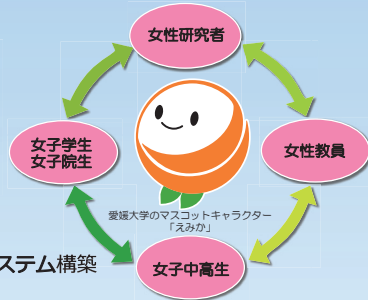 女性研究者
女子学生
女子院生
女性教員
愛媛大学のマスコットキャラクター
「えみか」
ステム構築
女子中高生